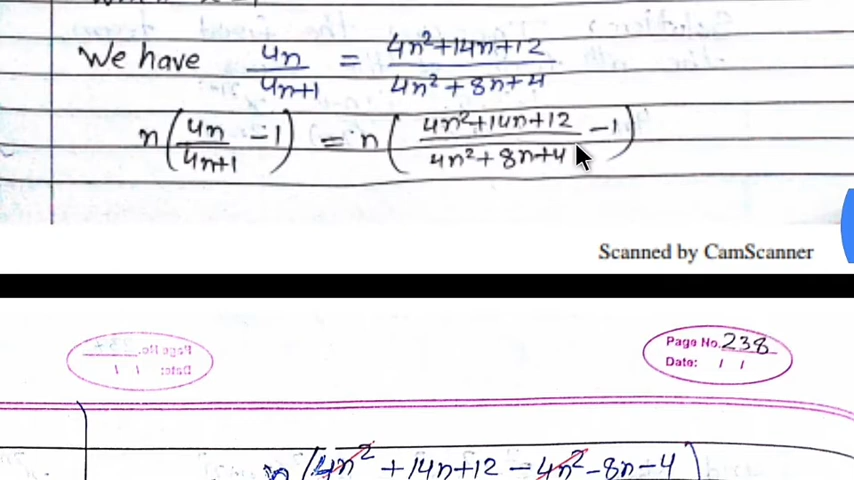 We have un/un+1 = 4n²+14n+12/4n²+8n+4
n(un/un+1 -1) = n(4n²+14n+12/4n²+8n+4 -1)
Scanned by CamScanner
Page No. 238
Date: / /
n(4n²+14n+12-4n²-8n-4)